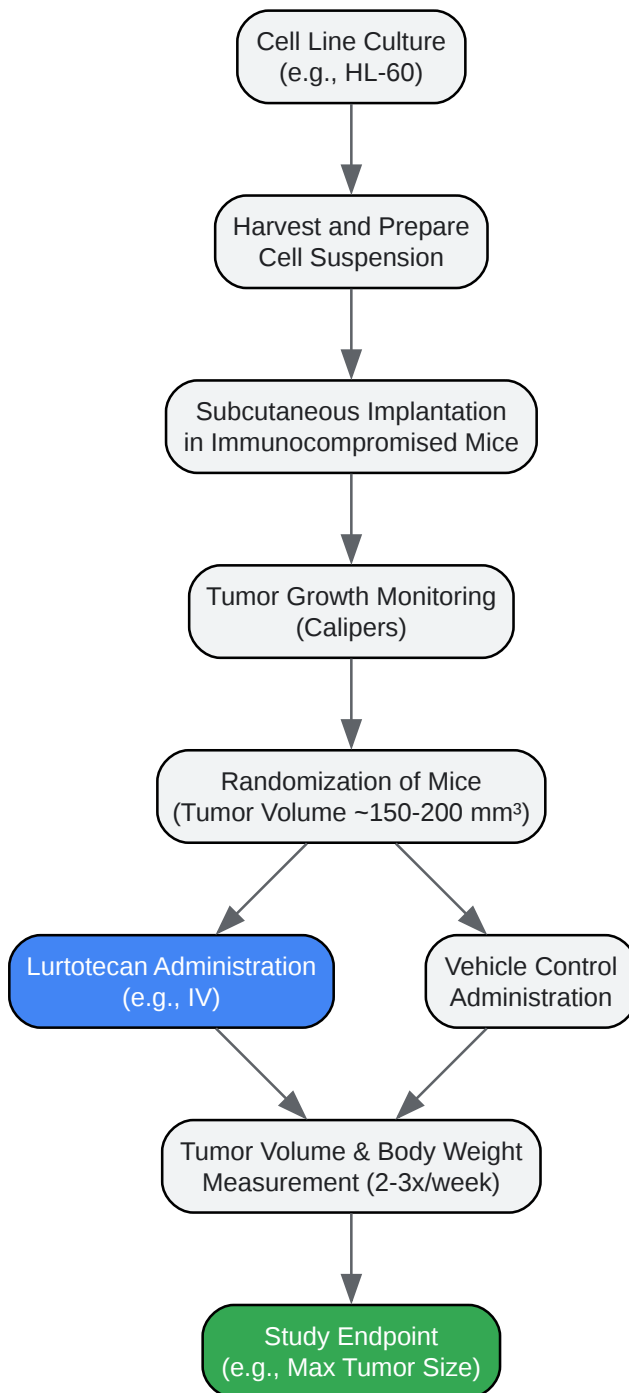 Cell Line Culture
(e.g., HL-60)
Harvest and Prepare
Cell Suspension
Subcutaneous Implantation
in Immunocompromised Mice
Tumor Growth Monitoring
(Calipers)
Randomization of Mice
(Tumor Volume ~150-200 mm³)
Lurtotecan Administration
(e.g., IV)
Vehicle Control
Administration
Tumor Volume & Body Weight
Measurement (2-3x/week)
Study Endpoint
(e.g., Max Tumor Size)